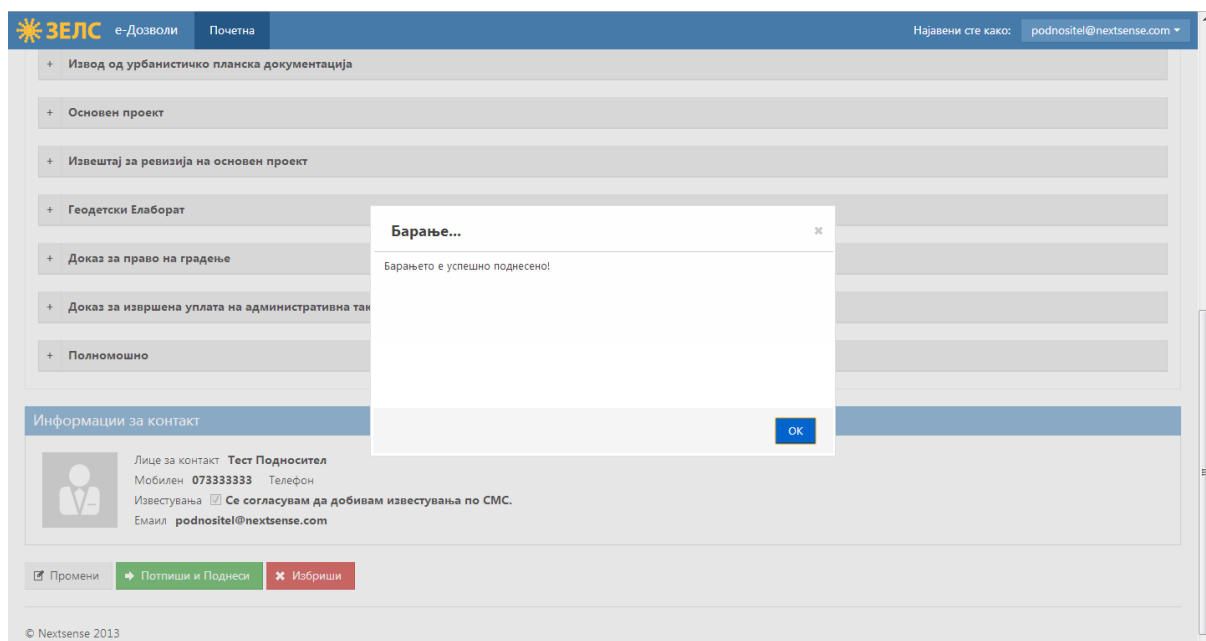 ЗЕЛС е-Дозволи Почетна Најавени сте како: podnositel@nextsense.com
+ Извод од урбанистичко планска документација
+ Основен проект
+ Извештај за ревизија на основен проект
+ Геодетски Елаборат
+ Доказ за право на градење
+ Доказ за извршена уплата на административна так
+ Полномошно
Барање...
Барањето е успешно поднесено!
OK
Информации за контакт
Лице за контакт Тест Подносител
Мобилен 073333333 Телефон
Известувања Се согласувам да добивам известувања по СМС.
Емаил podnositel@nextsense.com
Промени Потпиши и Поднеси Избриши
© Nextsense 2013